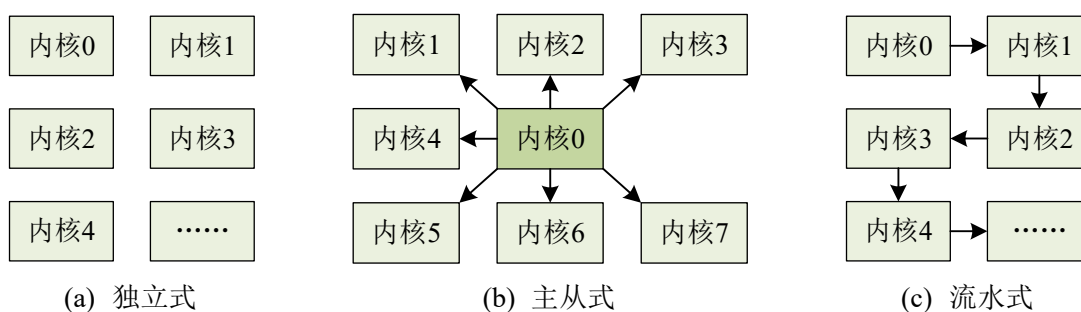 内核0 内核1
内核2 内核3
内核4 ······
(a) 独立式
内核1 内核2 内核3
内核4 内核0
内核5 内核6 内核7
(b) 主从式
内核0 内核1
内核3 内核2
内核4 ······
(c) 流水式